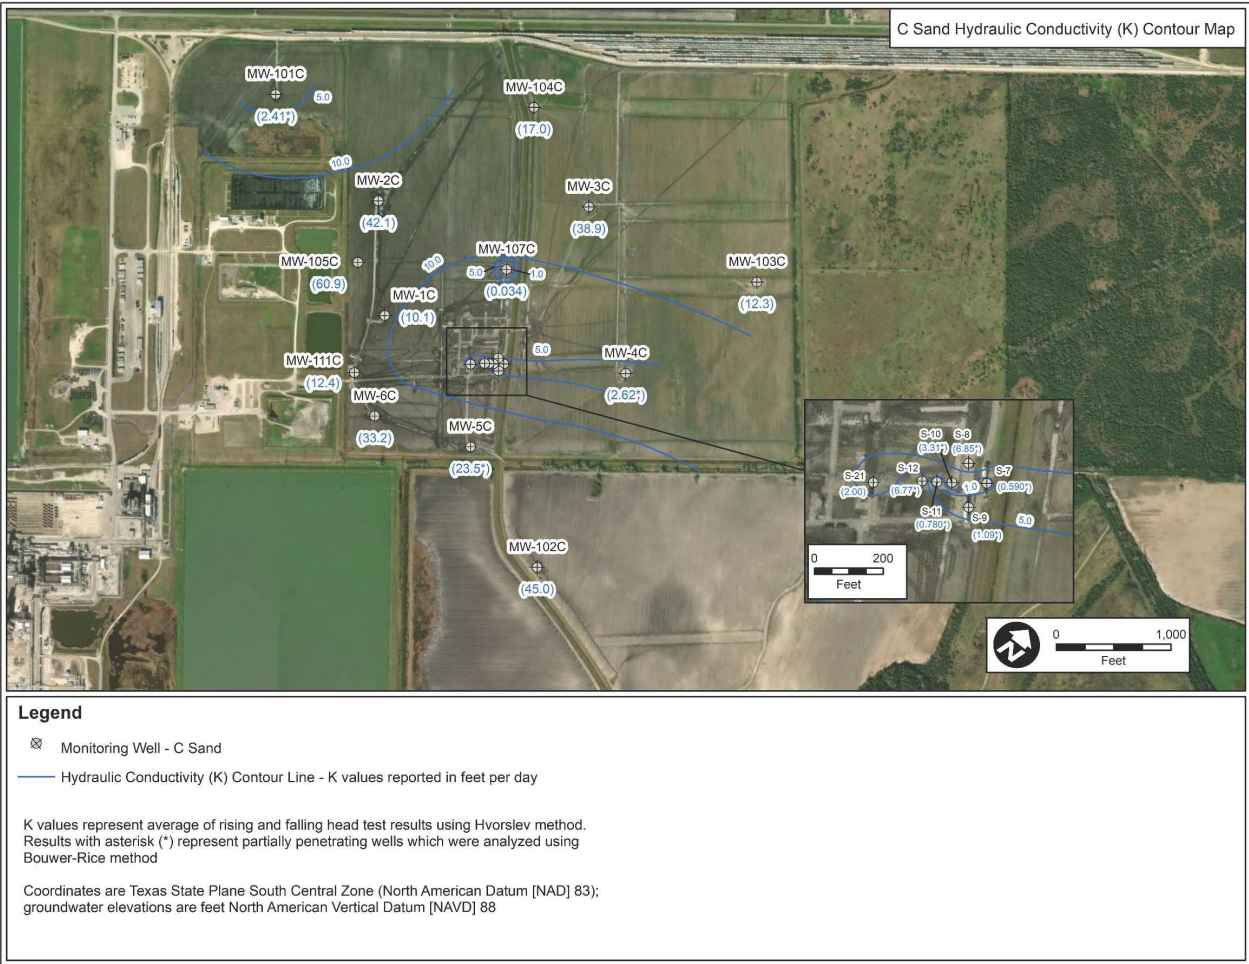 C Sand Hydraulic Conductivity (K) Contour Map
MW-101C
5.0
(2.41*)
MW-104C
(17.0)
10.0
MW-2C
(42.1)
MW-3C
(38.9)
MW-107C
10.0
5.0
1.0
(0.034)
MW-105C
(60.9)
MW-103C
(12.3)
MW-1C
(10.1)
5.0
MW-111C
(12.4)
MW-4C
(2.62*)
MW-6C
(33.2)
MW-5C
(23.5*)
MW-102C
(45.0)
S-10
(3.31*)
S-8
(6.85*)
S-21
(2.00)
S-12
(6.77*)
S-7
(0.590*)
1.0
S-11
(0.780*)
S-9
(1.09*)
5.0
0 200
Feet
N
0 1,000
Feet
Legend
Monitoring Well - C Sand
Hydraulic Conductivity (K) Contour Line - K values reported in feet per day
K values represent average of rising and falling head test results using Hvorslev method.
Results with asterisk (*) represent partially penetrating wells which were analyzed using
Bouwer-Rice method
Coordinates are Texas State Plane South Central Zone (North American Datum [NAD] 83);
groundwater elevations are feet North American Vertical Datum [NAVD] 88